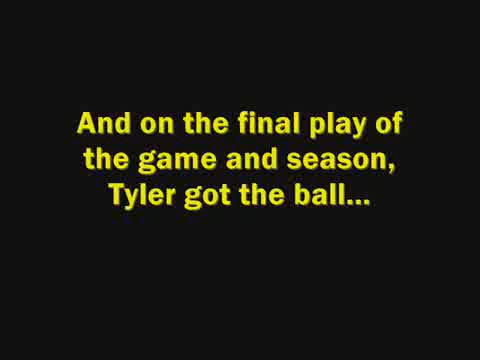 And on the final play of
the game and season,
Tyler got the ball...